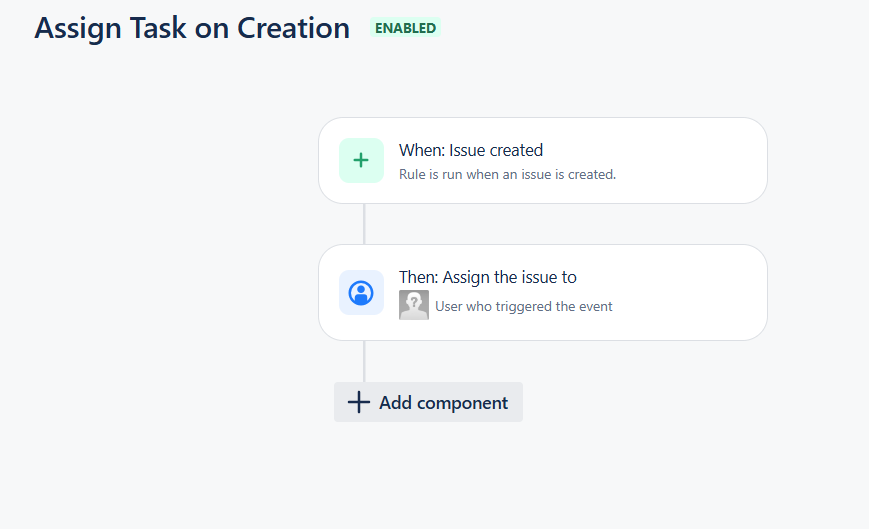 Assign Task on Creation ENABLED
When: Issue created
Rule is run when an issue is created.
Then: Assign the issue to
User who triggered the event
Add component